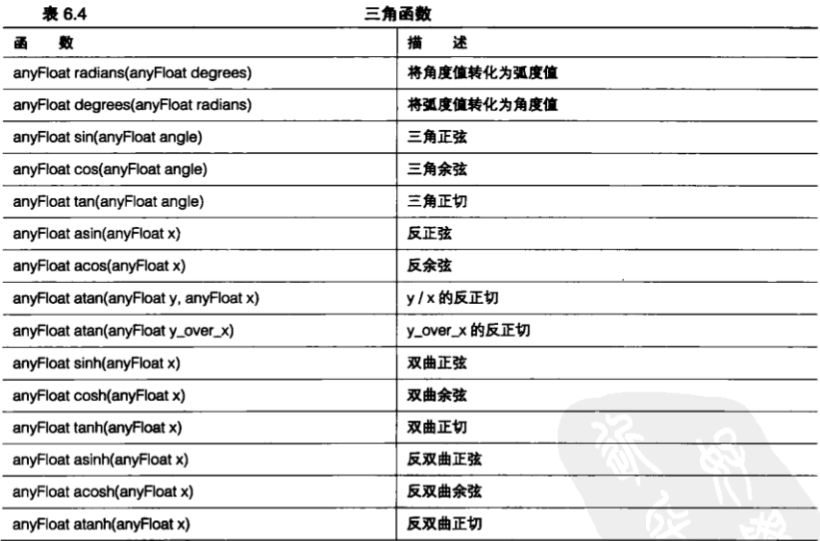 表 6.4 三角函数
函 数 描 述
anyFloat radians(anyFloat degrees) 将角度值转化为弧度值
anyFloat degrees(anyFloat radians) 将弧度值转化为角度值
anyFloat sin(anyFloat angle) 三角正弦
anyFloat cos(anyFloat angle) 三角余弦
anyFloat tan(anyFloat angle) 三角正切
anyFloat asin(anyFloat x) 反正弦
anyFloat acos(anyFloat x) 反余弦
anyFloat atan(anyFloat y, anyFloat x) y / x 的反正切
anyFloat atan(anyFloat y_over_x) y_over_x 的反正切
anyFloat sinh(anyFloat x) 双曲正弦
anyFloat cosh(anyFloat x) 双曲余弦
anyFloat tanh(anyFloat x) 双曲正切
anyFloat asinh(anyFloat x) 反双曲正弦
anyFloat acosh(anyFloat x) 反双曲余弦
anyFloat atanh(anyFloat x) 反双曲正切